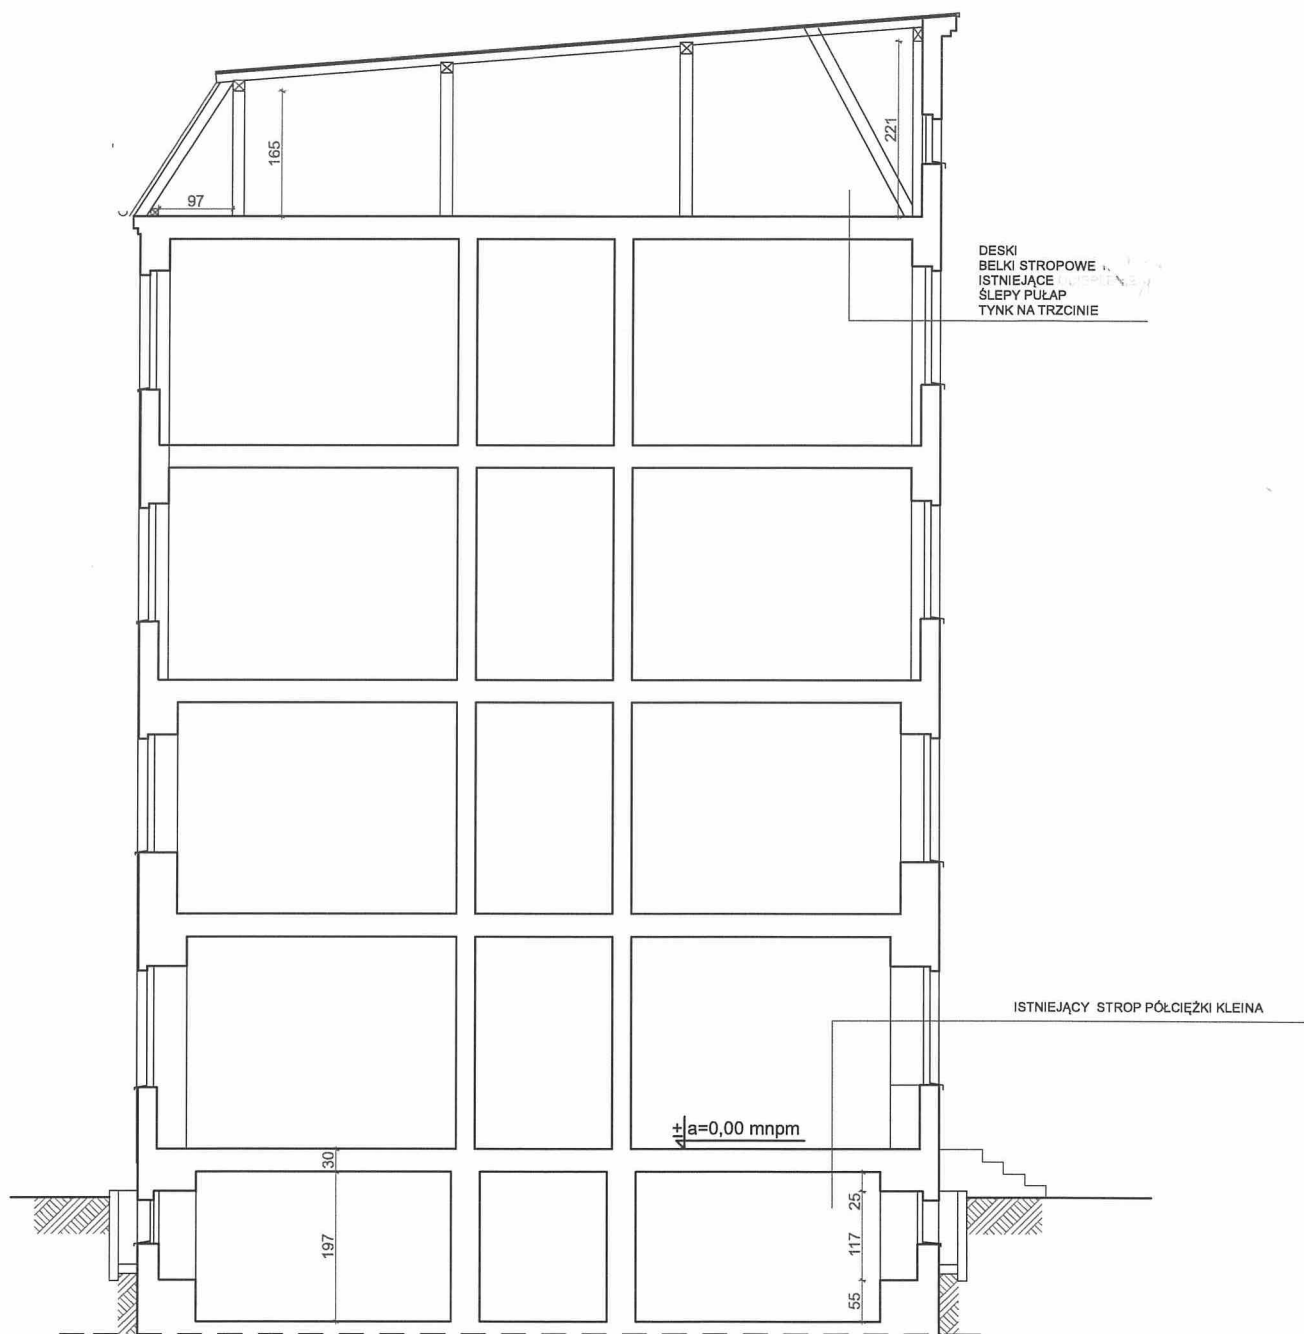 221
165
97
DESKI
BELKI STROPOWE
ISTNIEJĄCE
ŚLEPY PUŁAP
TYNK NA TRZCINIE
ISTNIEJĄCY STROP PÓŁCIĘŻKI KLEINA
±a=0,00 mnpm
30
25
197
117
55